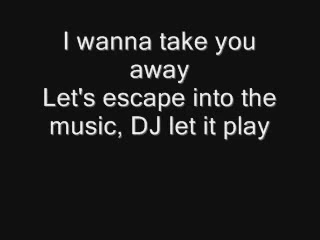 I wanna take you
away
Let's escape into the
music, DJ let it play